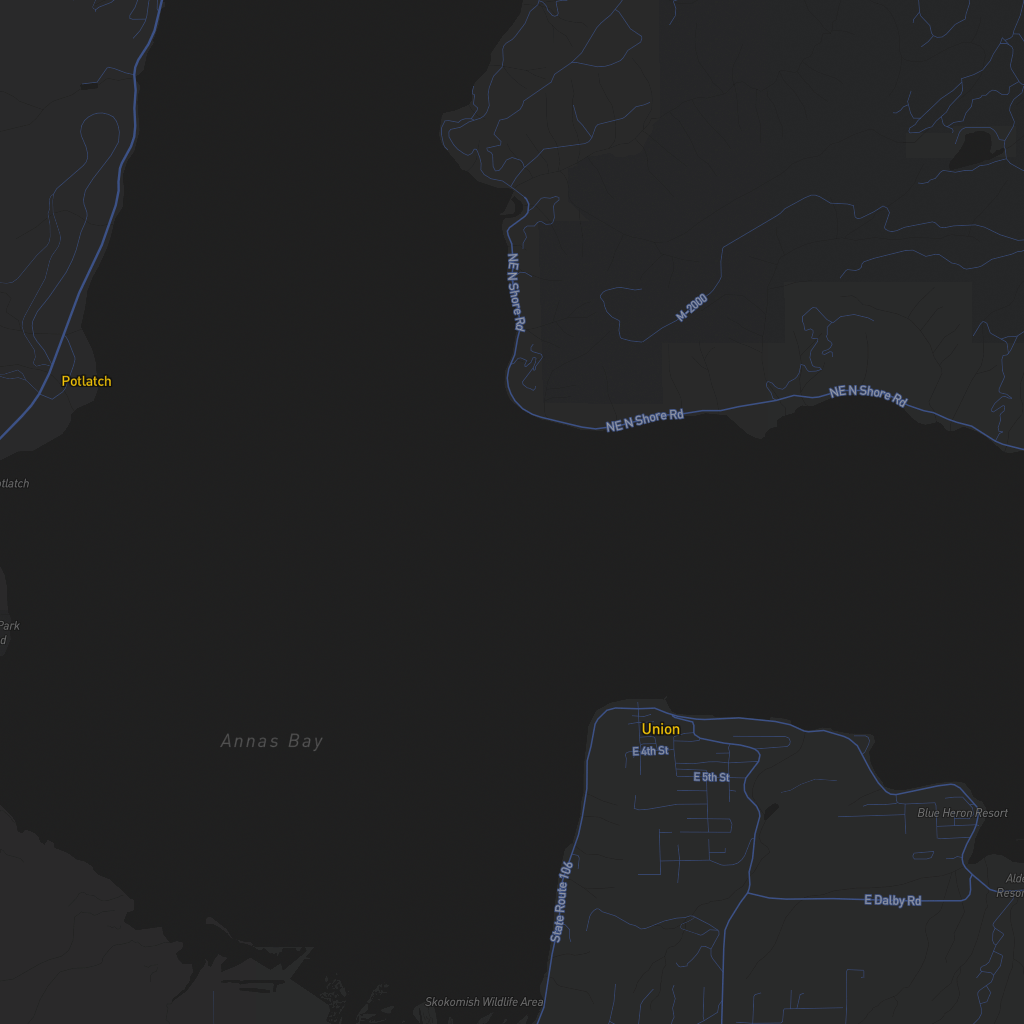 NE N Shore Rd
M-2000
Potlatch
NE N Shore Rd
NE N Shore Rd
Park
Union
Annas Bay
E 4th St
E 5th St
Blue Heron Resort
State Route 106
E Dalby Rd
Skokomish Wildlife Area